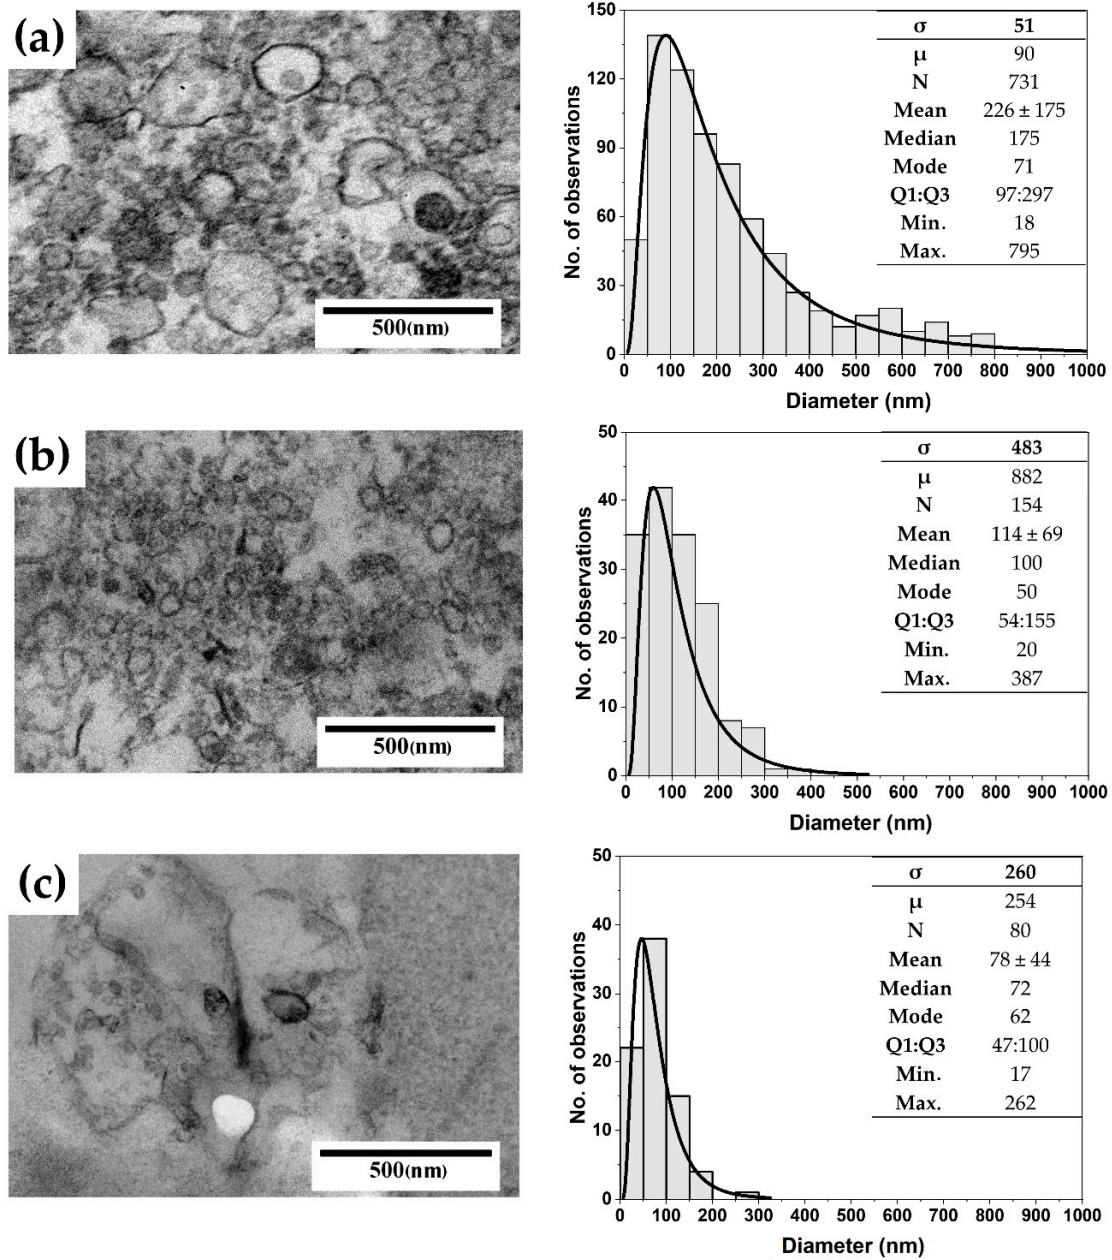 (a)
500(nm)
150
120
90
60
30
0
No. of observations
0 100 200 300 400 500 600 700 800 900 1000
Diameter (nm)
σ 51
μ 90
N 731
Mean 226 ± 175
Median 175
Mode 71
Q1:Q3 97:297
Min. 18
Max. 795
(b)
500(nm)
50
40
30
20
10
0
No. of observations
0 100 200 300 400 500 600 700 800 900 1000
Diameter (nm)
σ 483
μ 882
N 154
Mean 114 ± 69
Median 100
Mode 50
Q1:Q3 54:155
Min. 20
Max. 387
(c)
500(nm)
50
40
30
20
10
0
No. of observations
0 100 200 300 400 500 600 700 800 900 1000
Diameter (nm)
σ 260
μ 254
N 80
Mean 78 ± 44
Median 72
Mode 62
Q1:Q3 47:100
Min. 17
Max. 262